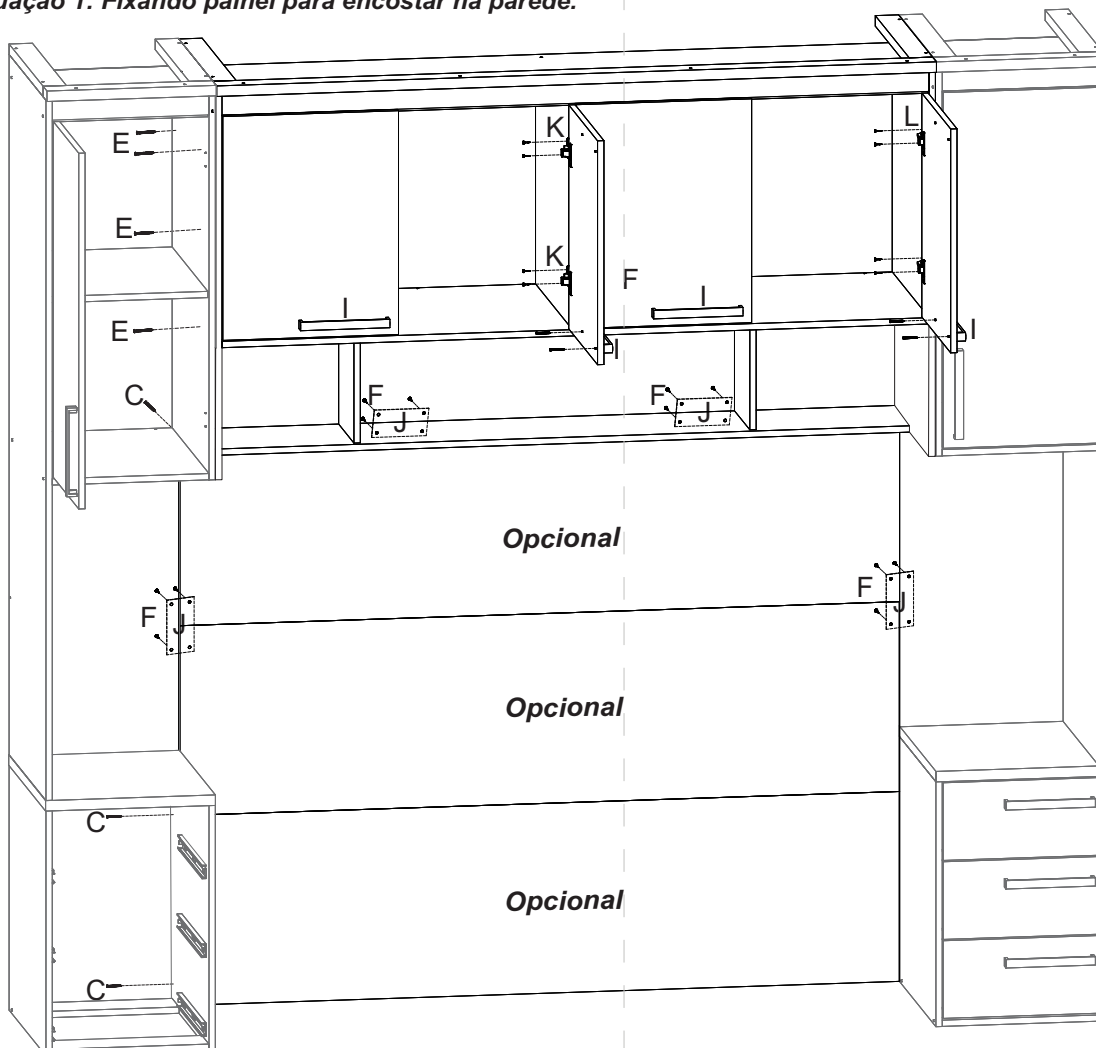 uação 1: Fixando painel para encostar na parede.
E
K
L
E
K
F
I
I
E
I
I
C
F
J
F
J
Opcional
F
J
F
J
Opcional
C
Opcional
C